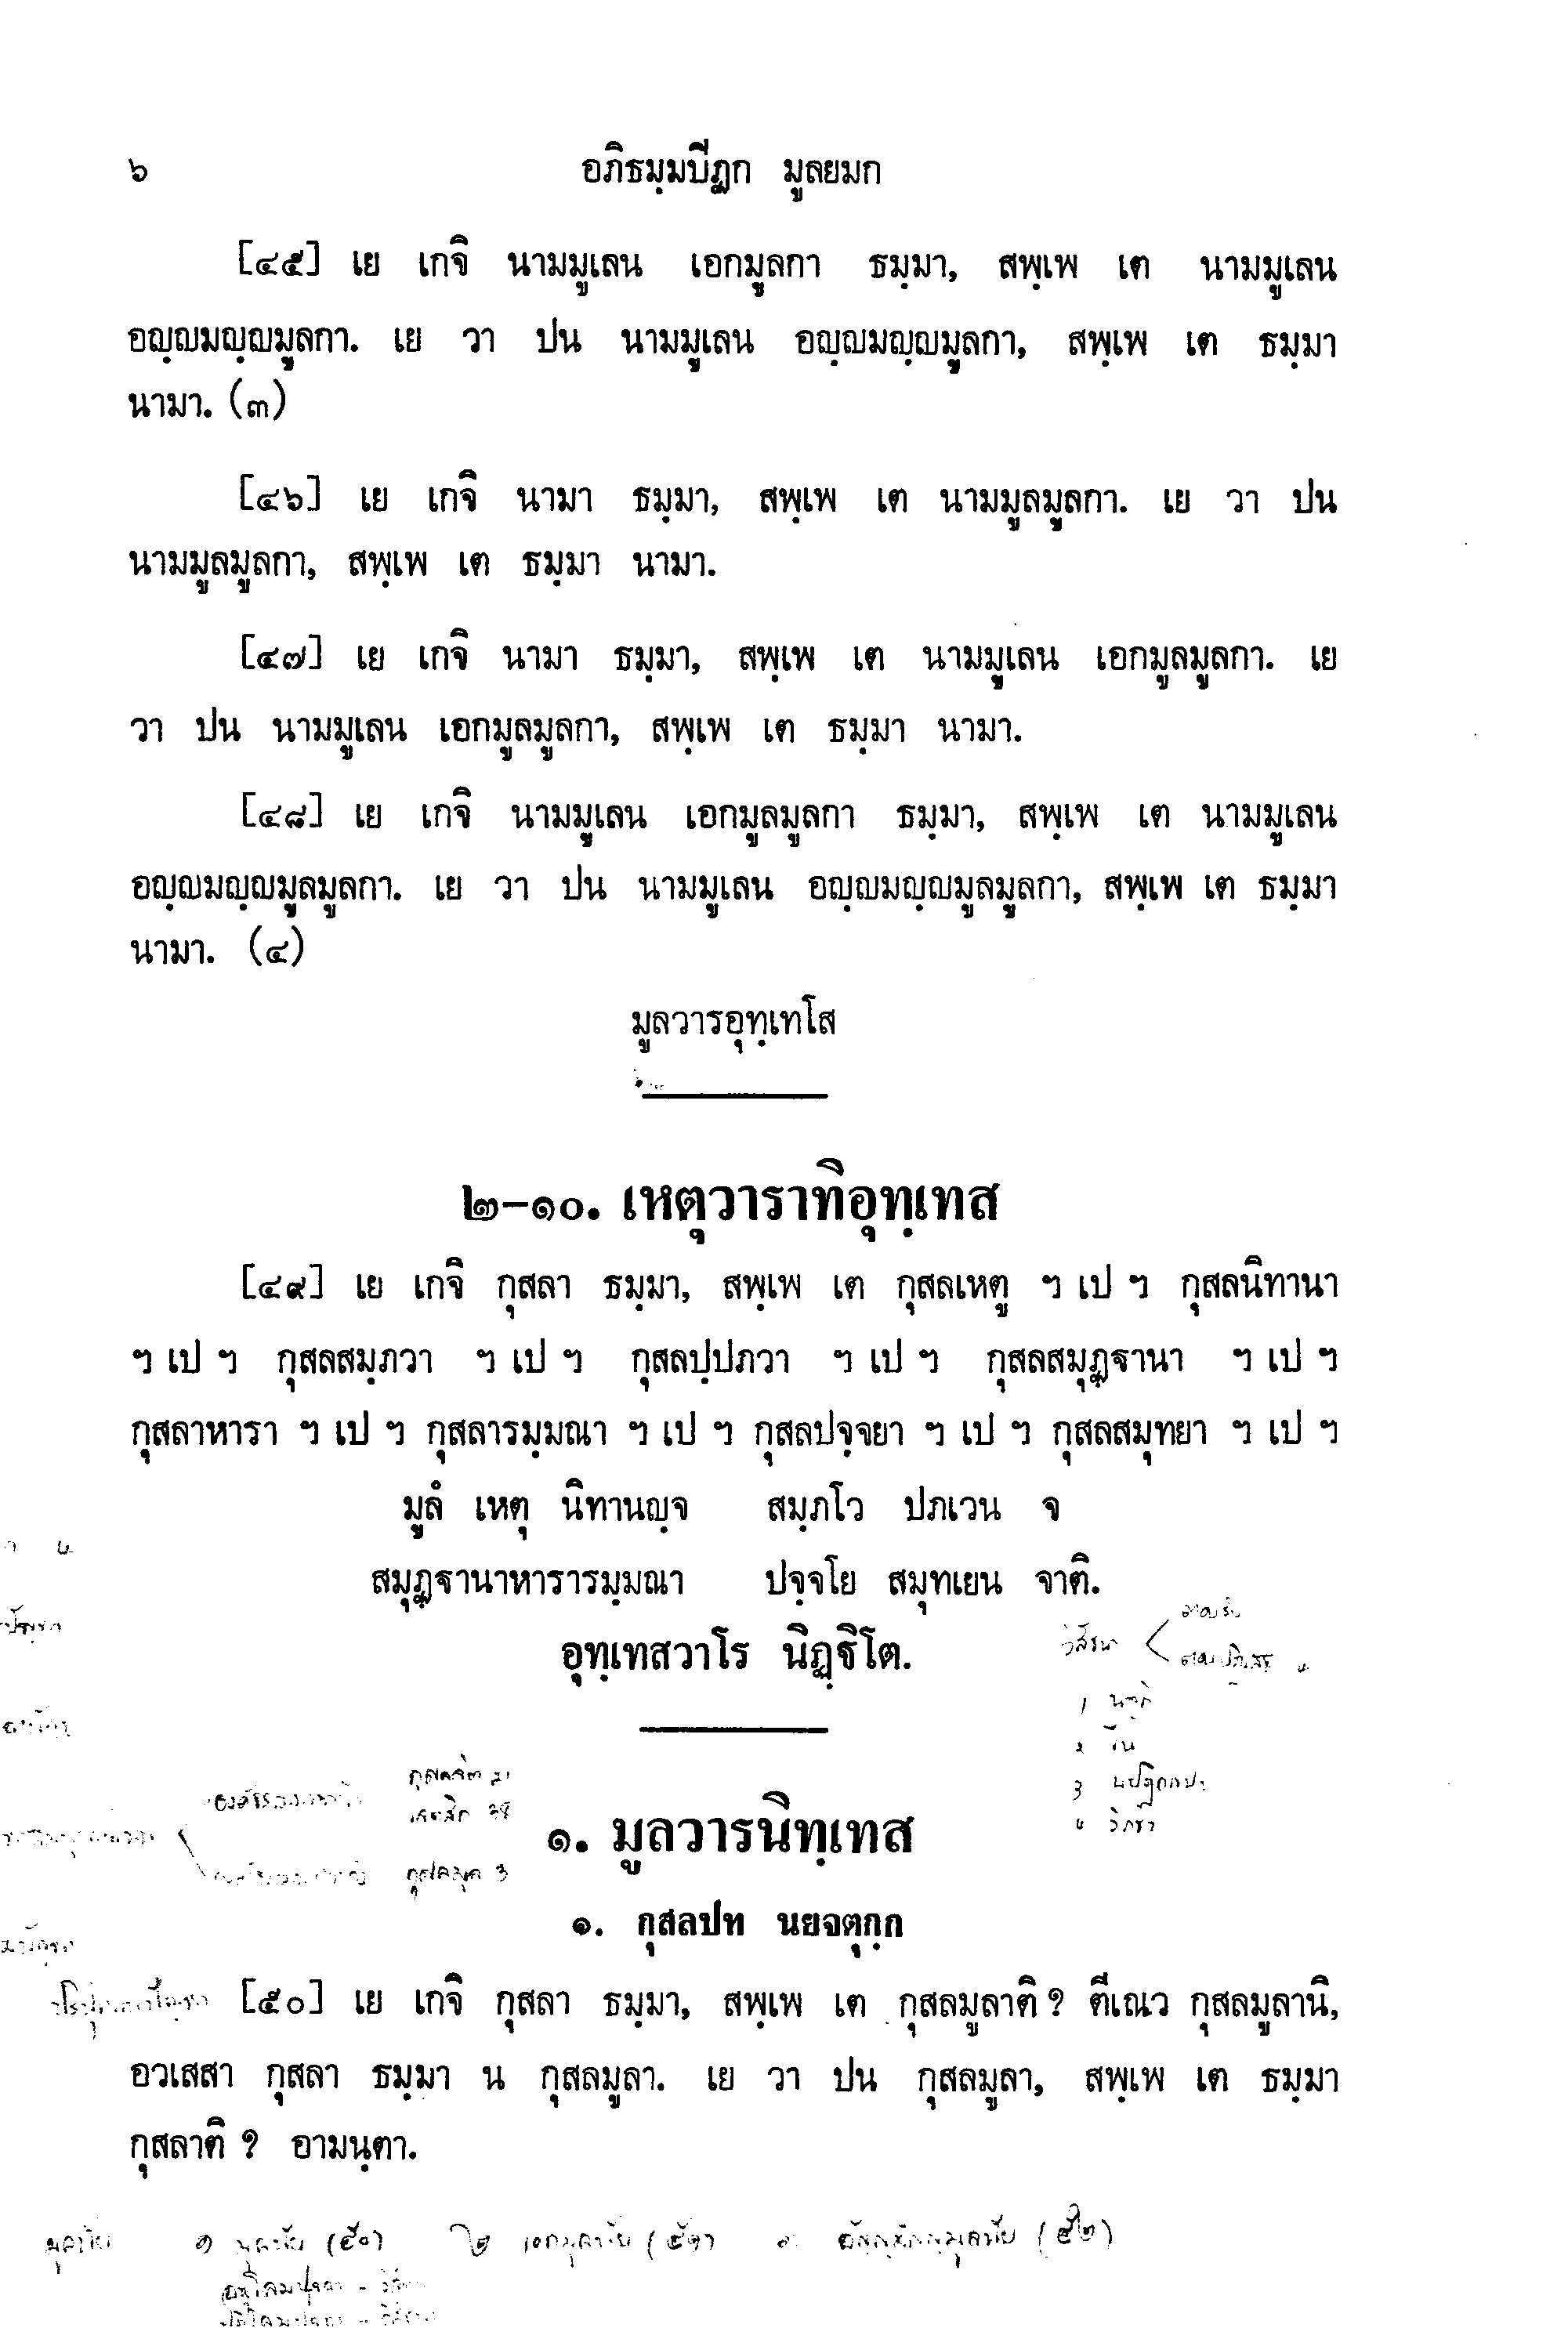 ๖ อภิธมฺมปิฏก มูลยมก
[๔๕] เย เกจิ นามมูเลน เอกมูลกา ธมฺมา, สพฺเพ เต นามมูเลน
อญฺญมญฺญมูลกา. เย วา ปน นามมูเลน อญฺญมญฺญมูลกา, สพฺเพ เต ธมฺมา
นามา. (๓)
[๔๖] เย เกจิ นามา ธมฺมา, สพฺเพ เต นามมูลมูลกา. เย วา ปน
นามมูลมูลกา, สพฺเพ เต ธมฺมา นามา.
[๔๗] เย เกจิ นามา ธมฺมา, สพฺเพ เต นามมูเลน เอกมูลมูลกา. เย
วา ปน นามมูเลน เอกมูลมูลกา, สพฺเพ เต ธมฺมา นามา.
[๔๘] เย เกจิ นามมูเลน เอกมูลมูลกา ธมฺมา, สพฺเพ เต นามมูเลน
อญฺญมญฺญมูลมูลกา. เย วา ปน นามมูเลน อญฺญมญฺญมูลมูลกา, สพฺเพ เต ธมฺมา
นามา. (๔)
มูลวารอุทฺเทโส
๒-๑๐. เหตุวาราทิอุทฺเทส
[๔๙] เย เกจิ กุสลา ธมฺมา, สพฺเพ เต กุสลเหตู ฯ เป ฯ กุสลนิทานา
ฯ เป ฯ กุสลสมฺภวา ฯ เป ฯ กุสลปฺปภวา ฯ เป ฯ กุสลสมุฏฺฐานา ฯ เป ฯ
กุสลาหารา ฯ เป ฯ กุสลารมฺมณา ฯ เป ฯ กุสลปจฺจยา ฯ เป ฯ กุสลสมุทยา ฯ เป ฯ
มูลํ เหตุ นิทานญฺจ สมฺภโว ปภเวน จ
สมุฏฺฐานาหารารมฺมณา ปจฺจโย สมุทเยน จาติ.
อุทฺเทสวาโร นิฏฺฐิโต.
๑. มูลวารนิทฺเทส
๑. กุสลปท นยจตุกฺก
[๕๐] เย เกจิ กุสลา ธมฺมา, สพฺเพ เต กุสลมูลาติ ? ตีเณว กุสลมูลานิ,
อวเสสา กุสลา ธมฺมา น กุสลมูลา. เย วา ปน กุสลมูลา, สพฺเพ เต ธมฺมา
กุสลาติ ? อามนฺตา.
มูลนัย ๑ มูลนัย (๕๐) ๒ เอกมูลนัย (๕๑) อัญญมัญญมูลนัย (๕๒)